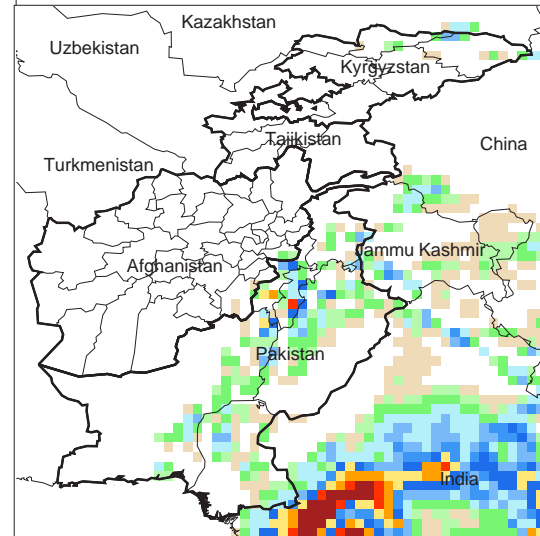 Kazakhstan
Uzbekistan
Kyrgyzstan
Tajikistan
China
Turkmenistan
Jammu Kashmir
Afghanistan
Pakistan
India